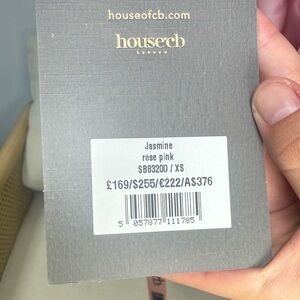 houseofcb.com
housecb
London
Jasmine
rose pink
SB8320D / XS
£169/$255/€222/A$376
5 057877 111785